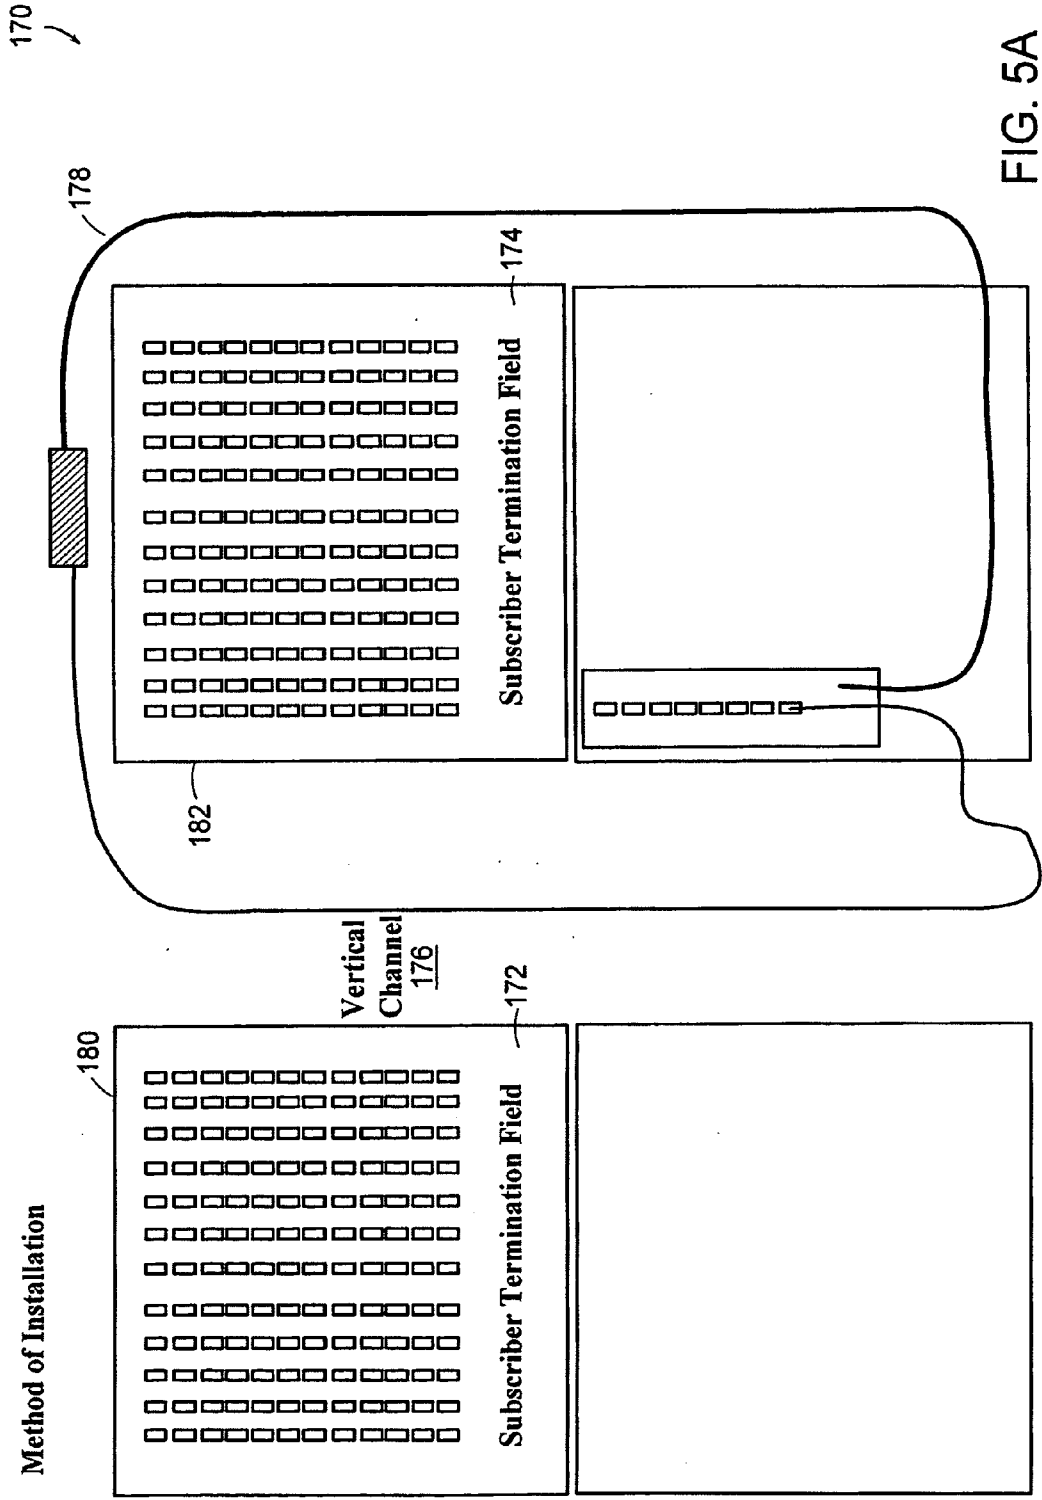 Method of Installation
170
180
182
178
Vertical
Channel
176
172
174
Subscriber Termination Field
Subscriber Termination Field
FIG. 5A